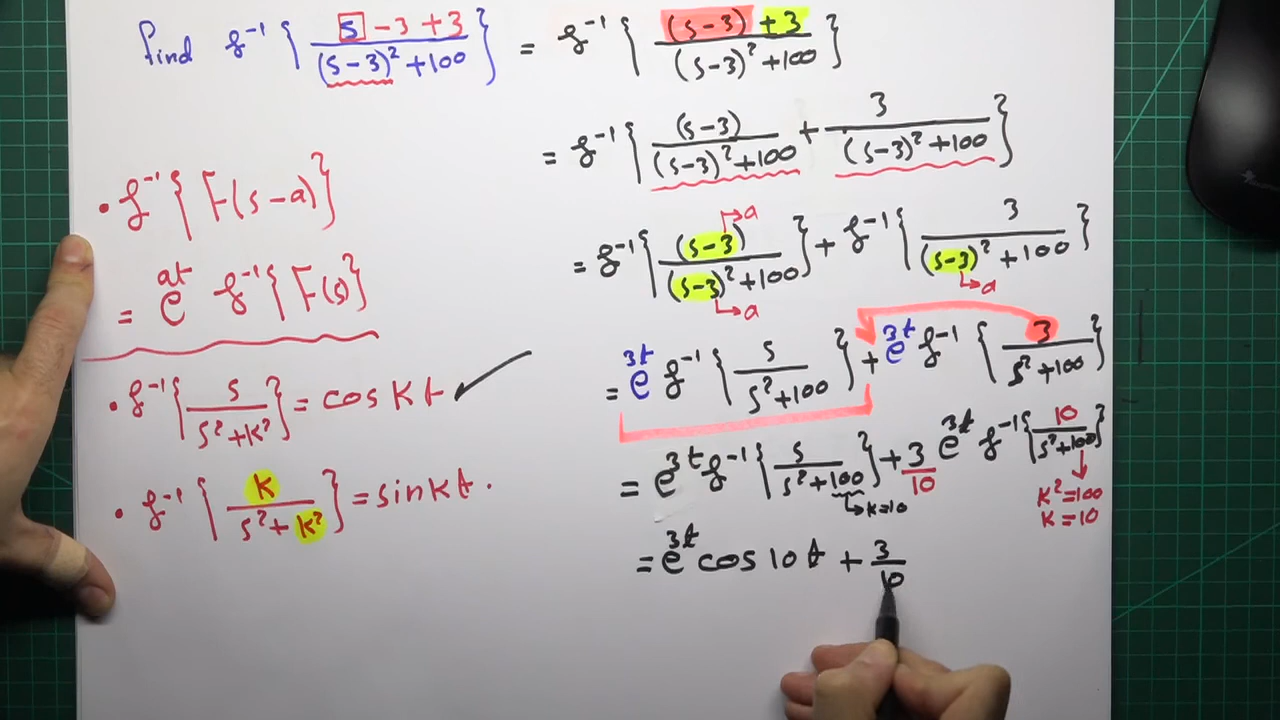 find ℒ⁻¹ { s - 3 + 3 / (s-3)² + 100 } = ℒ⁻¹ { (s-3) + 3 / (s-3)² + 100 }
= ℒ⁻¹ { (s-3) / (s-3)² + 100 + 3 / (s-3)² + 100 }
= ℒ⁻¹ { (s-3) / (s-3)² + 100 } + ℒ⁻¹ { 3 / (s-3)² + 100 }
a
a
a
= e^3t ℒ⁻¹ { s / s² + 100 } + e^3t ℒ⁻¹ { 3 / s² + 100 }
= e^3t ℒ⁻¹ { s / s² + 100 } + 3/10 e^3t ℒ⁻¹ { 10 / s² + 100 }
k=10
K² = 100
K = 10
= e^3t cos 10t + 3/10
• ℒ⁻¹ { F(s-a) }
= e^at ℒ⁻¹ { F(s) }
• ℒ⁻¹ { s / s² + K² } = cos Kt ✓
• ℒ⁻¹ { k / s² + k² } = sin kt .